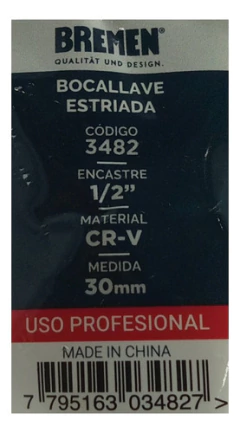 BREMEN®
QUALITÄT UND DESIGN.
BOCALLAVE
ESTRIADA
CÓDIGO
3482
ENCASTRE
1/2”
MATERIAL
CR-V
MEDIDA
30mm
USO PROFESIONAL
MADE IN CHINA
7 795163 034827 >